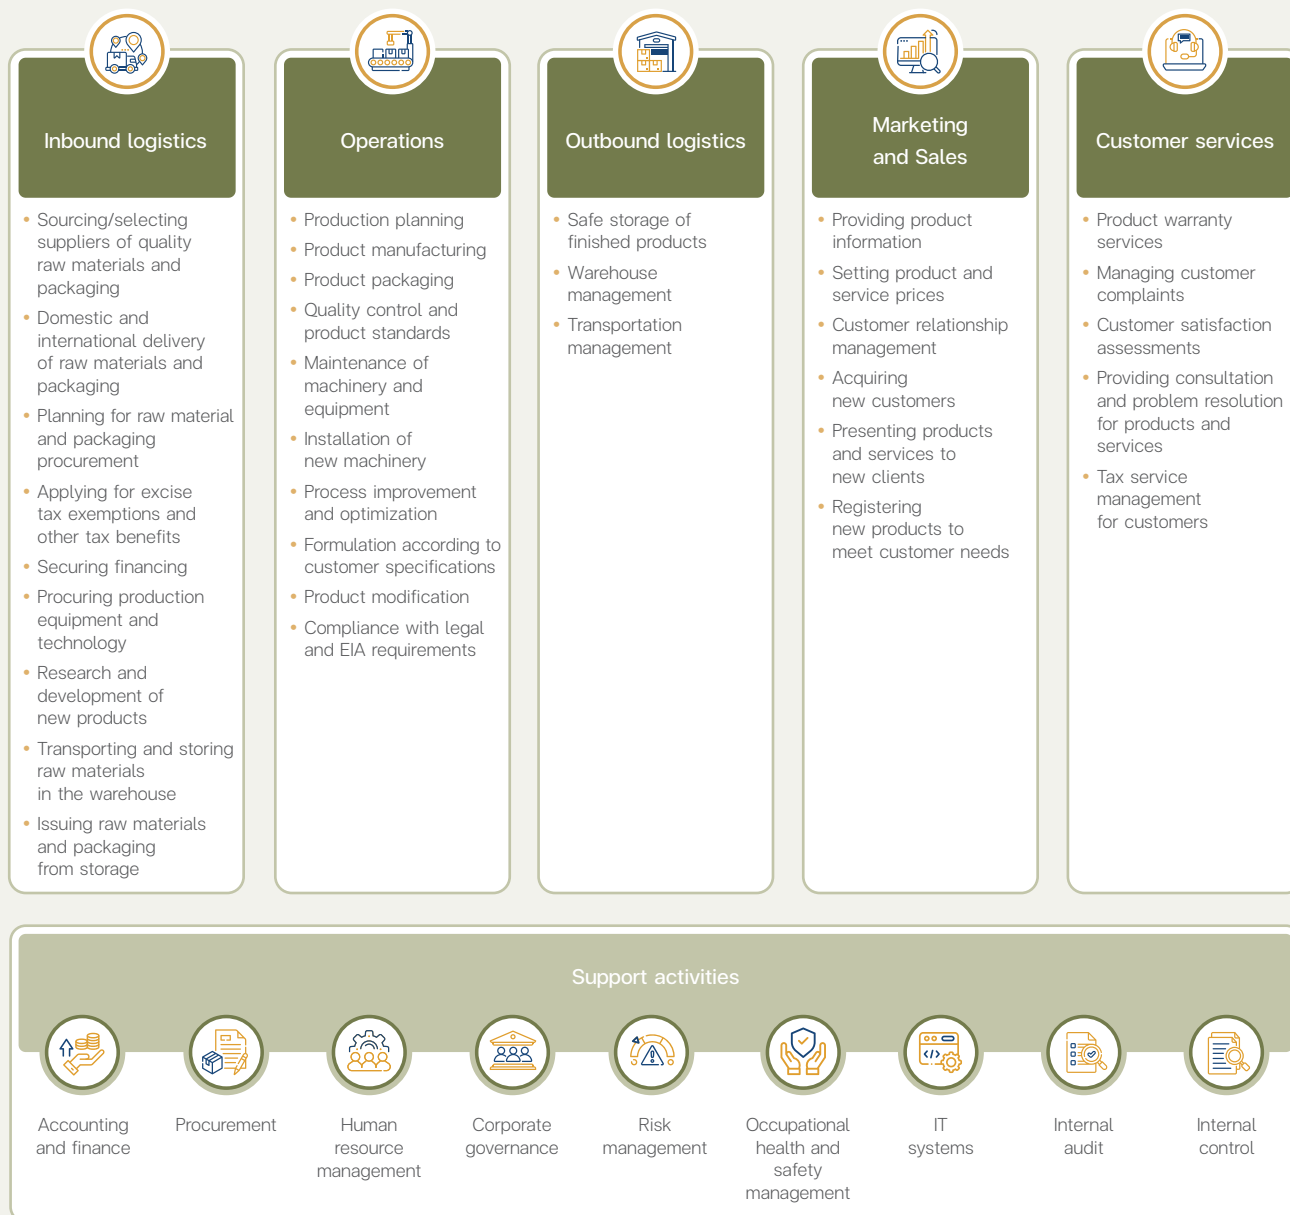 Inbound logistics
• Sourcing/selecting
suppliers of quality
raw materials and
packaging
• Domestic and
international delivery
of raw materials and
packaging
• Planning for raw material
and packaging
procurement
• Applying for excise
tax exemptions and
other tax benefits
• Securing financing
• Procuring production
equipment and
technology
• Research and
development of
new products
• Transporting and storing
raw materials
in the warehouse
• Issuing raw materials
and packaging
from storage
Operations
• Production planning
• Product manufacturing
• Product packaging
• Quality control and
product standards
• Maintenance of
machinery and
equipment
• Installation of
new machinery
• Process improvement
and optimization
• Formulation according to
customer specifications
• Product modification
• Compliance with legal
and EIA requirements
Outbound logistics
• Safe storage of
finished products
• Warehouse
management
• Transportation
management
Marketing
and Sales
• Providing product
information
• Setting product and
service prices
• Customer relationship
management
• Acquiring
new customers
• Presenting products
and services to
new clients
• Registering
new products to
meet customer needs
Customer services
• Product warranty
services
• Managing customer
complaints
• Customer satisfaction
assessments
• Providing consultation
and problem resolution
for products and
services
• Tax service
management
for customers
Support activities
Accounting
and finance
Procurement
Human
resource
management
Corporate
governance
Risk
management
Occupational
health and
safety
management
IT
systems
Internal
audit
Internal
control